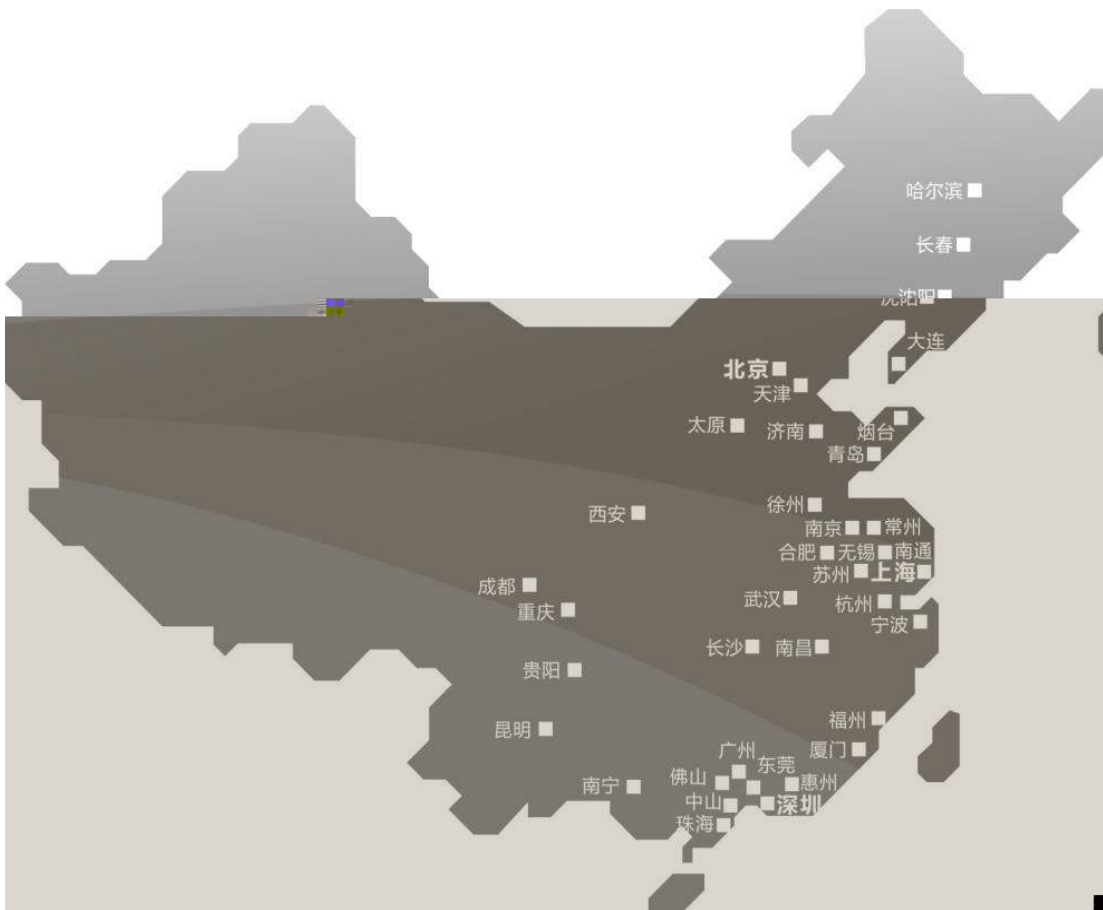 哈尔滨
长春
沈阳
大连
北京
天津
太原
济南
烟台
青岛
徐州
西安
南京
常州
合肥
无锡
南通
苏州
上海
成都
武汉
杭州
重庆
宁波
长沙
南昌
贵阳
福州
昆明
厦门
广州
东莞
佛山
惠州
南宁
中山
深圳
珠海